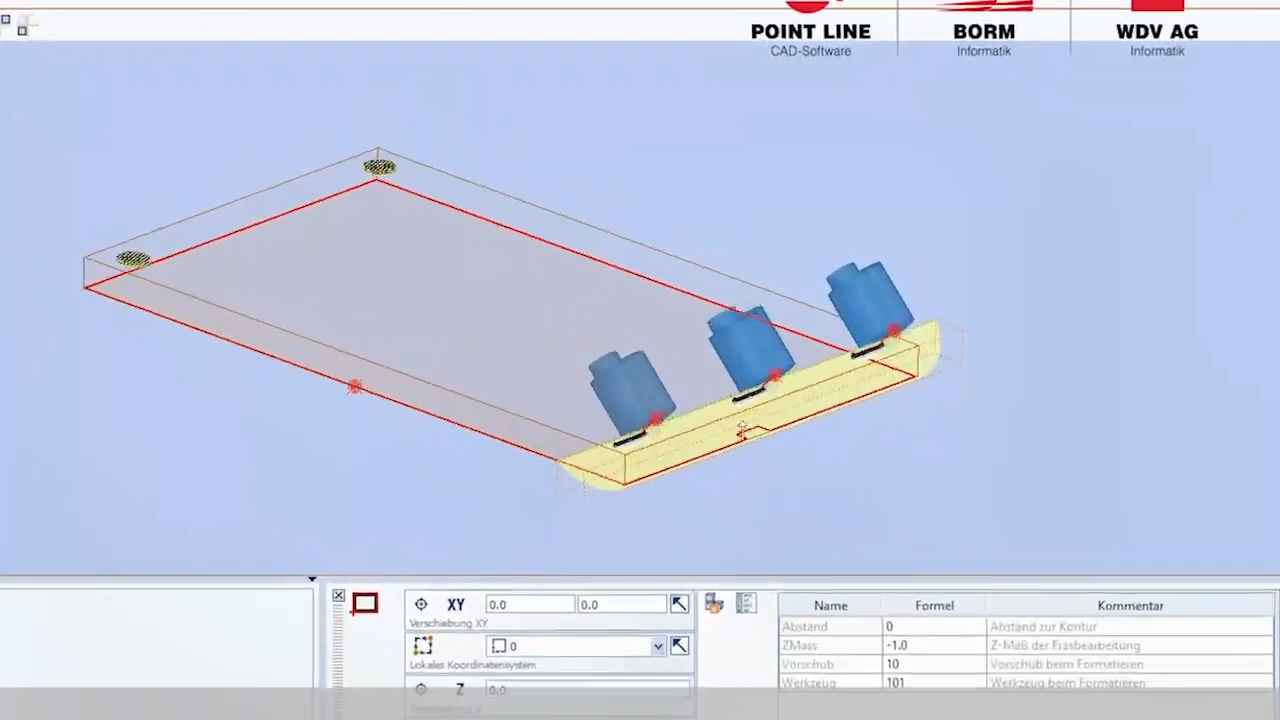 POINT LINE
CAD-Software
BORM
Informatik
WDV AG
Informatik
XY 0.0 0.0
Verschiebung XY
0
Lokales Koordinatensystem
Z 0.0
Name Formel Kommentar
Abstand 0 Abstand zur Kontur
ZMass -1.0 Z-Maß der Fräsbearbeitung
Vorschub 10 Vorschub beim Formatieren
Werkzeug 101 Werkzeug beim Formatieren